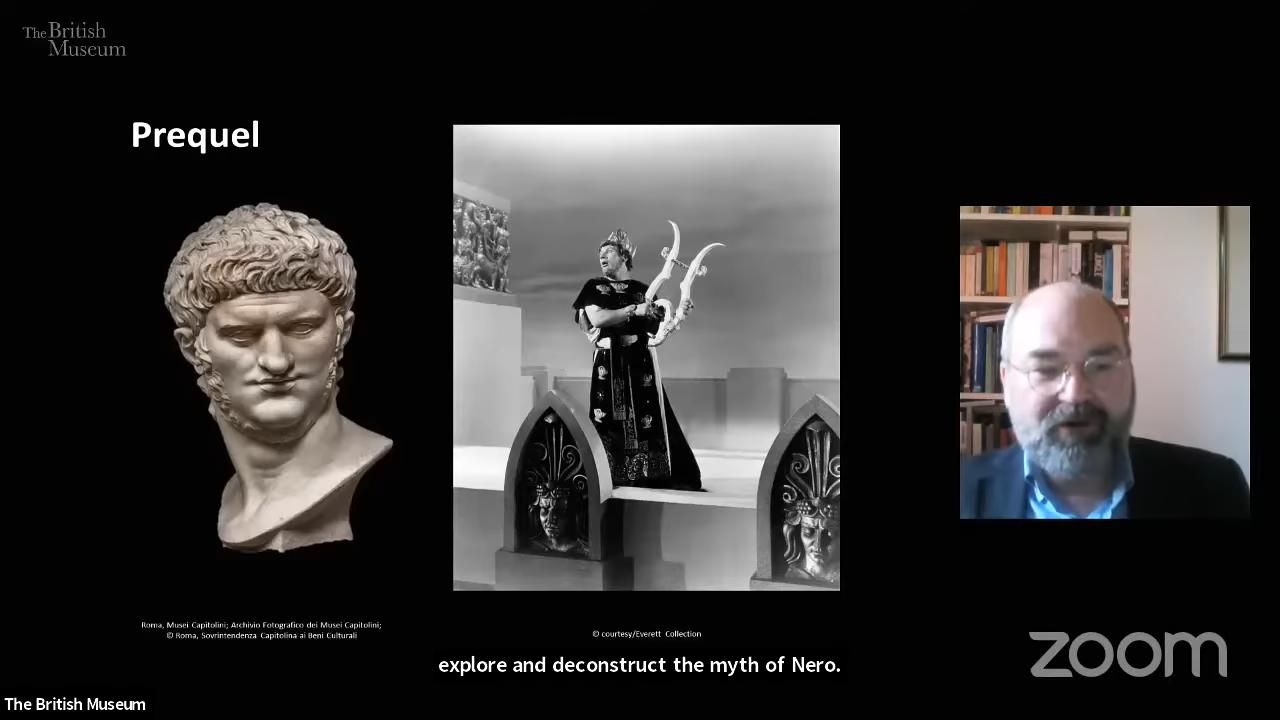 The British
Museum
Prequel
Roma, Musei Capitolini; Archivio Fotografico dei Musei Capitolini;
© Roma, Sovrintendenza Capitolina ai Beni Culturali
© courtesy/Everett Collection
explore and deconstruct the myth of Nero.
zoom
The British Museum